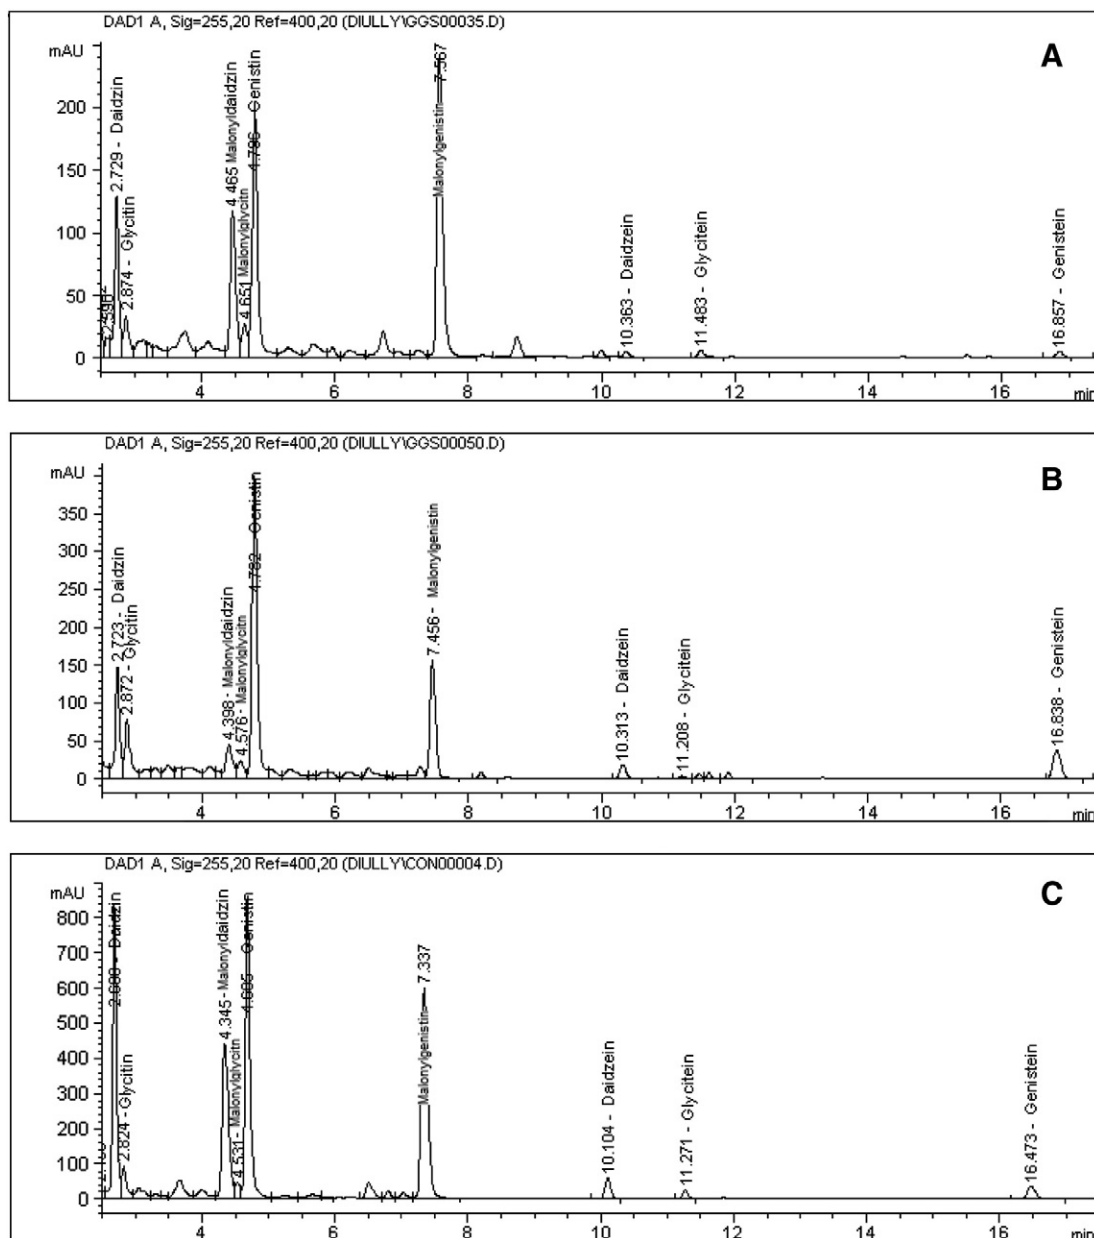 DAD1 A, Sig=255,20 Ref=400,20 (DIULLY\GGS00035.D)
mAU
A
200
150
100
50
0
2.729 - Daidzin
2.874 - Glycitin
4.465 Malonyldaidzin
4.651 Malonylglycitn
4.786 - Genistin
Malonylgenistin
7.567
10.363 - Daidzein
11.483 - Glycitein
16.857 - Genistein
4
6
8
10
12
14
16
min
DAD1 A, Sig=255,20 Ref=400,20 (DIULLY\GGS00050.D)
mAU
B
350
300
250
200
150
100
50
0
2.723 - Daidzin
2.872 - Glycitin
4.398 - Malonyldaidzin
4.576 - Malonylglycitn
4.782 - Genistin
7.456 - Malonylgenistin
10.313 - Daidzein
11.208 - Glycitein
16.838 - Genistein
4
6
8
10
12
14
16
min
DAD1 A, Sig=255,20 Ref=400,20 (DIULLY\CON00004.D)
mAU
C
800
700
600
500
400
300
200
100
0
Daidzin
2.824 - Glycitin
4.345 - Malonyldaidzin
4.531 - Malonylglycitn
Genistin
Malonylgenistin
7.337
10.104 - Daidzein
11.271 - Glycitein
16.473 - Genistein
4
6
8
10
12
14
16
min